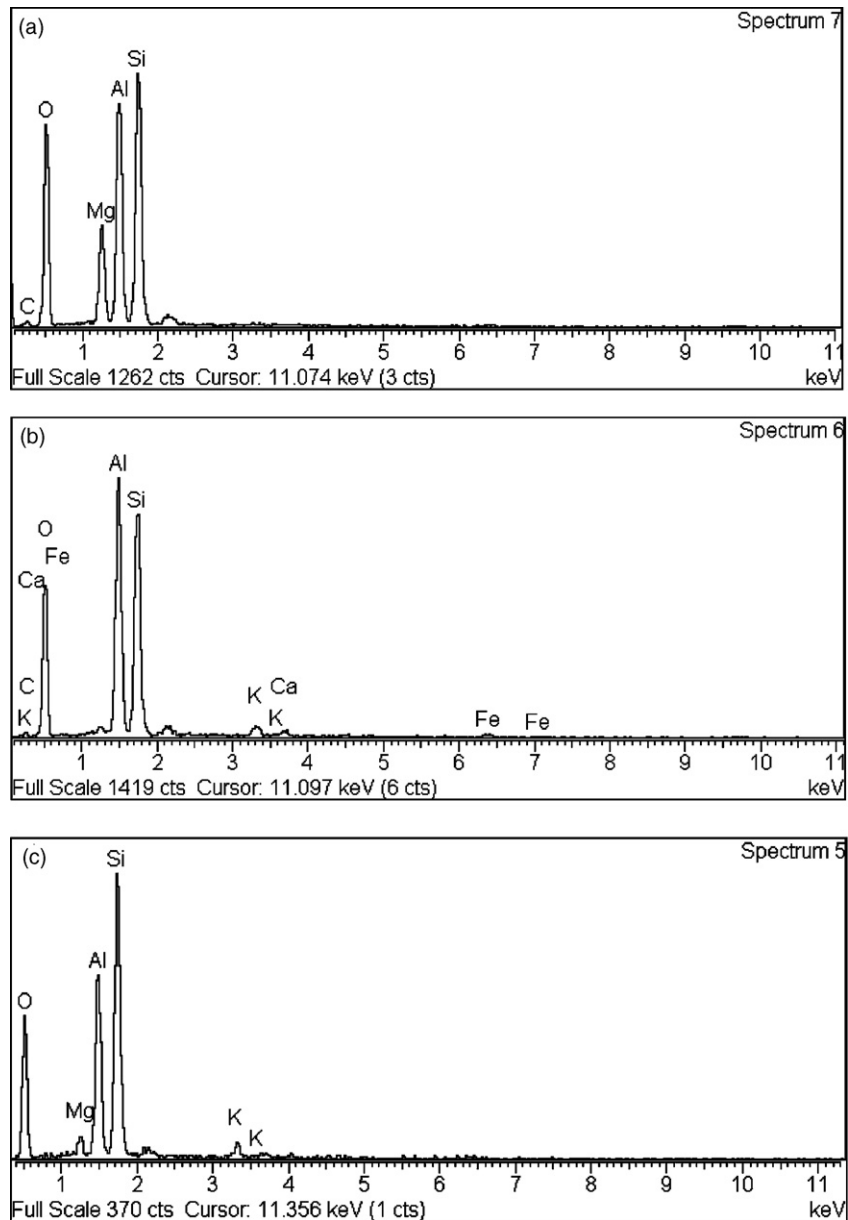 (a) Spectrum 7
Si
Al
O
Mg
C
1 2 3 4 5 6 7 8 9 10 11
Full Scale 1262 cts Cursor: 11.074 keV (3 cts) keV
(b) Spectrum 6
Al
Si
O
Fe
Ca
C
K Ca
K K
Fe Fe
1 2 3 4 5 6 7 8 9 10 11
Full Scale 1419 cts Cursor: 11.097 keV (6 cts) keV
(c) Spectrum 5
Si
Al
O
Mg
K
K
1 2 3 4 5 6 7 8 9 10 11
Full Scale 370 cts Cursor: 11.356 keV (1 cts) keV